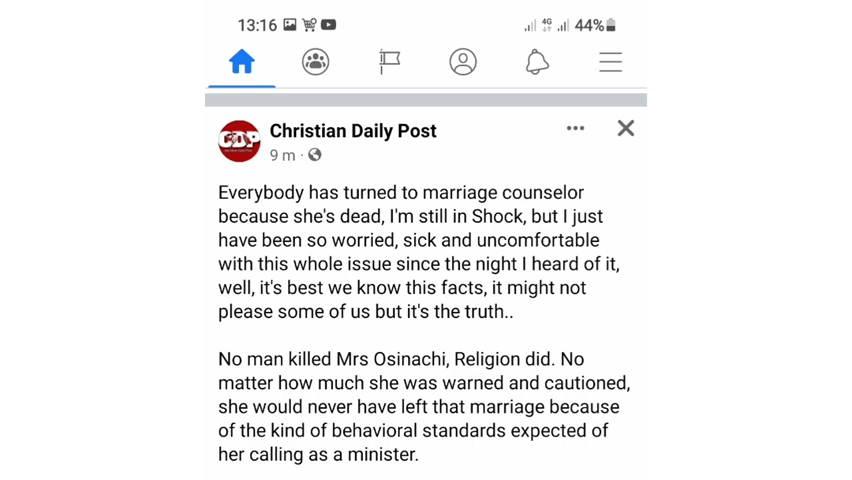 13:16
4G
44%
CDP
Christian Daily Post
9 m ·
Everybody has turned to marriage counselor
because she's dead, I'm still in Shock, but I just
have been so worried, sick and uncomfortable
with this whole issue since the night I heard of it,
well, it's best we know this facts, it might not
please some of us but it's the truth..
No man killed Mrs Osinachi, Religion did. No
matter how much she was warned and cautioned,
she would never have left that marriage because
of the kind of behavioral standards expected of
her calling as a minister.